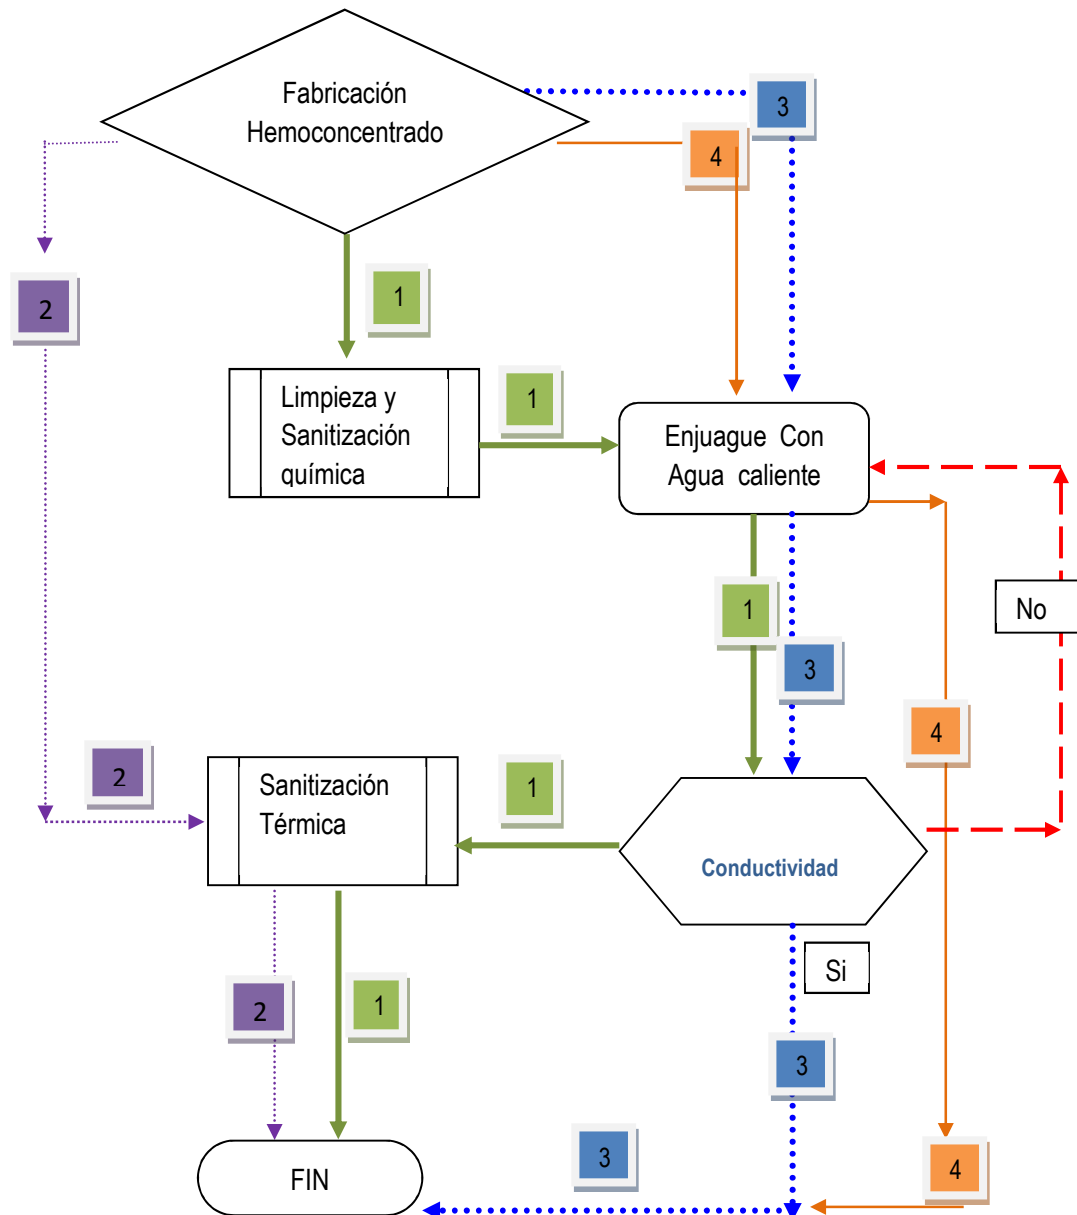 Fabricación
Hemoconcentrado
3
4
2
1
Limpieza y
Sanitización
química
1
Enjuague Con
Agua caliente
1
3
No
4
2
Sanitización
Térmica
1
Conductividad
Si
2
1
3
3
4
FIN